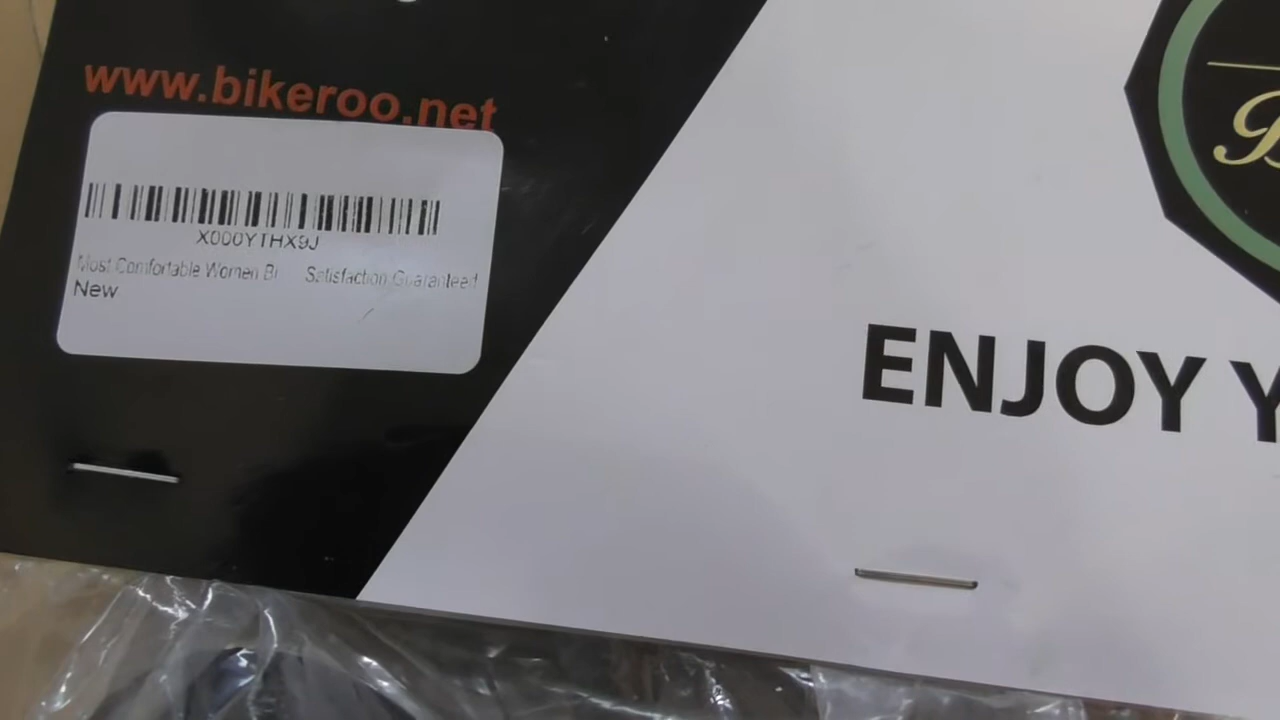 www.bikeroo.net
X000YTHX9J
Most Comfortable Women Bi Satisfaction Guaranteed
New
ENJOY